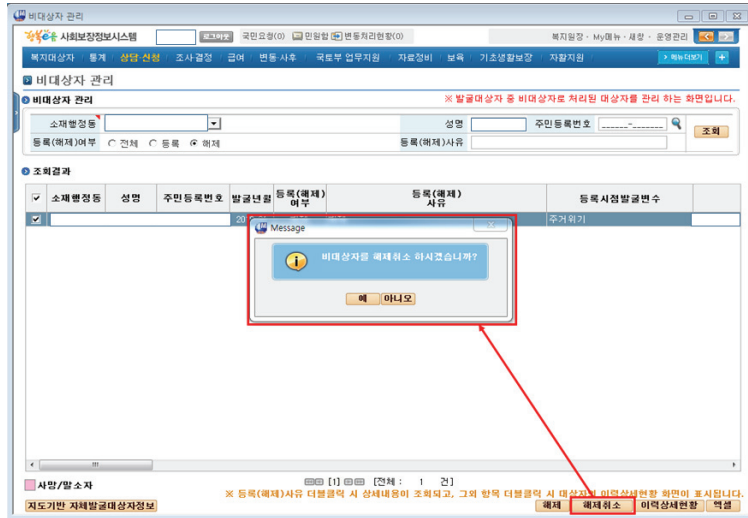 비대상자 관리
행복e음 사회보장정보시스템 로그아웃 국민요청(0) 민원함 변동처리현황(0) 복지원장 · My메뉴 · 새창 · 운영관리
복지대상자 통계 상담·신청 조사·결정 급여 변동·사후 국토부 업무지원 자료정비 보육 기초생활보장 자활지원 > 메뉴더보기 +
비대상자 관리
비대상자 관리 ※ 발굴대상자 중 비대상자로 처리된 대상자를 관리 하는 화면입니다.
소재행정동 성명 주민등록번호 ______-_______ 조회
등록(해제)여부 전체 등록 해제 등록(해제)사유
조회결과
소재행정동 성명 주민등록번호 발굴년월 등록(해제)여부 등록(해제)사유 등록시점발굴변수
주거위기
Message
비대상자를 해제취소 하시겠습니까?
예 아니오
사망/말소자 [1] [전체 : 1 건]
※ 등록(해제)사유 더블클릭 시 상세내용이 조회되고, 그외 항목 더블클릭 시 대상자의 이력상세현황 화면이 표시됩니다.
지도기반 자체발굴대상자정보 해제 해제취소 이력상세현황 엑셀